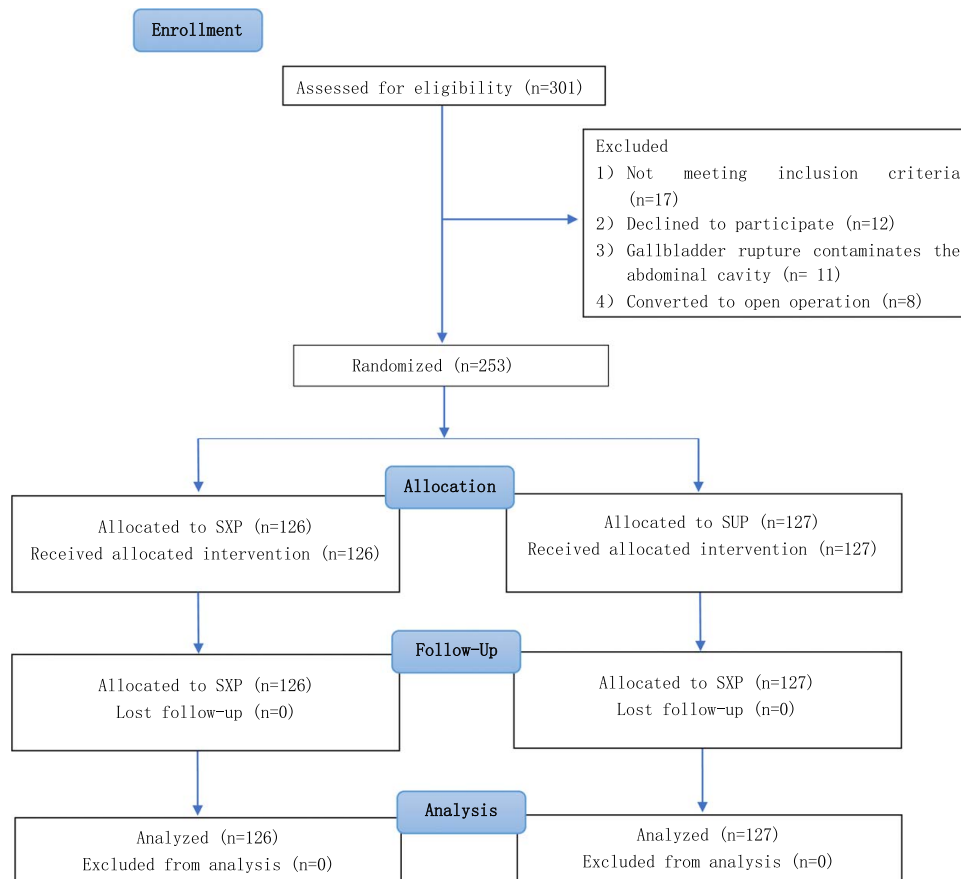 Enrollment
Assessed for eligibility (n=301)
Excluded
1) Not meeting inclusion criteria
(n=17)
2) Declined to participate (n=12)
3) Gallbladder rupture contaminates the
abdominal cavity (n= 11)
4) Converted to open operation (n=8)
Randomized (n=253)
Allocation
Allocated to SXP (n=126)
Received allocated intervention (n=126)
Allocated to SUP (n=127)
Received allocated intervention (n=127)
Follow-Up
Allocated to SXP (n=126)
Lost follow-up (n=0)
Allocated to SXP (n=127)
Lost follow-up (n=0)
Analysis
Analyzed (n=126)
Excluded from analysis (n=0)
Analyzed (n=127)
Excluded from analysis (n=0)